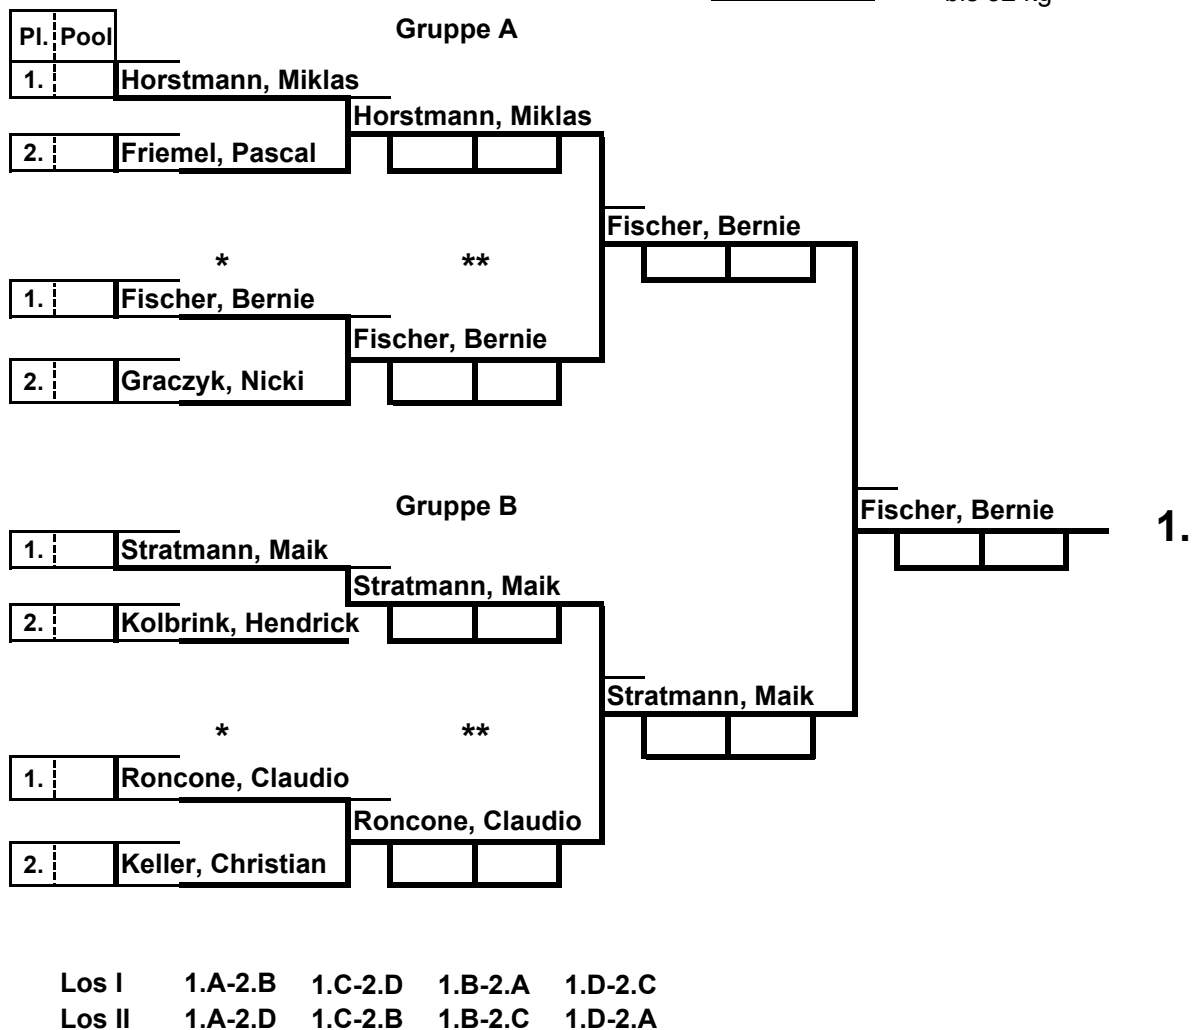 bis 52 kg
Pl. Pool
Gruppe A
1. Horstmann, Miklas
Horstmann, Miklas
2. Friemel, Pascal
Fischer, Bernie
* **
1. Fischer, Bernie
Fischer, Bernie
2. Graczyk, Nicki
Gruppe B
Fischer, Bernie 1.
1. Stratmann, Maik
Stratmann, Maik
2. Kolbrink, Hendrick
Stratmann, Maik
* **
1. Roncone, Claudio
Roncone, Claudio
2. Keller, Christian
Los I 1.A-2.B 1.C-2.D 1.B-2.A 1.D-2.C
Los II 1.A-2.D 1.C-2.B 1.B-2.C 1.D-2.A